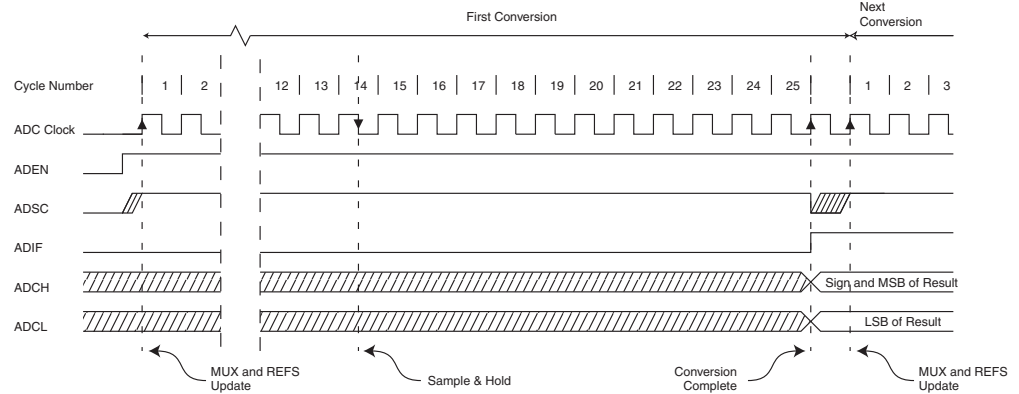 First Conversion
Next
Conversion
Cycle Number 1 2 12 13 14 15 16 17 18 19 20 21 22 23 24 25 1 2 3
ADC Clock
ADEN
ADSC
ADIF
ADCH Sign and MSB of Result
ADCL LSB of Result
MUX and REFS
Update
Sample & Hold
Conversion
Complete
MUX and REFS
Update